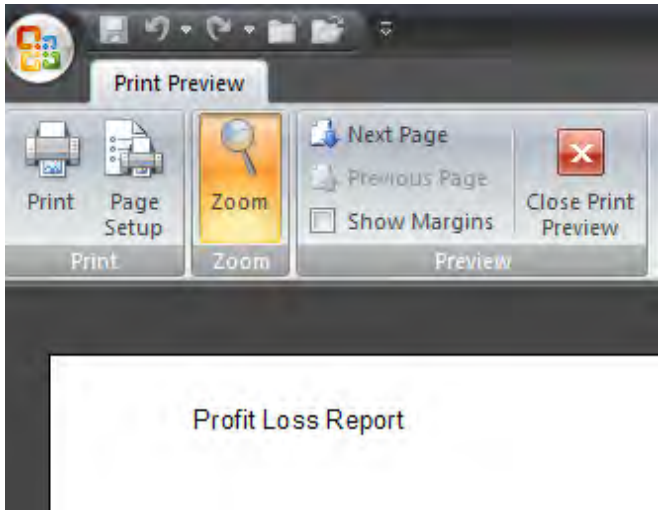 Print Preview
Print
Page
Setup
Zoom
Next Page
Previous Page
Show Margins
Close Print
Preview
Print
Zoom
Preview
Profit Loss Report